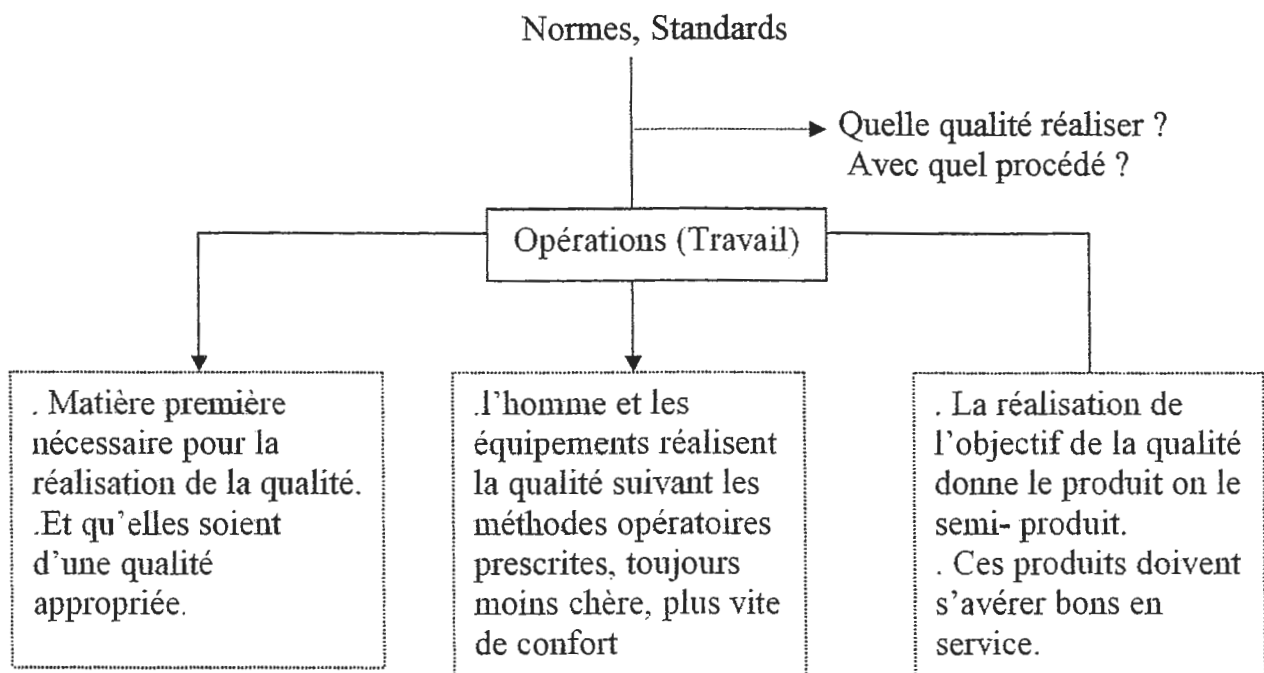 Normes, Standards
Quelle qualité réaliser ?
Avec quel procédé ?
Opérations (Travail)
. Matière première
nécessaire pour la
réalisation de la qualité.
.Et qu'elles soient
d'une qualité
appropriée.
.l'homme et les
équipements réalisent
la qualité suivant les
méthodes opératoires
prescrites, toujours
moins chère, plus vite
de confort
. La réalisation de
l'objectif de la qualité
donne le produit on le
semi- produit.
. Ces produits doivent
s'avérer bons en
service.